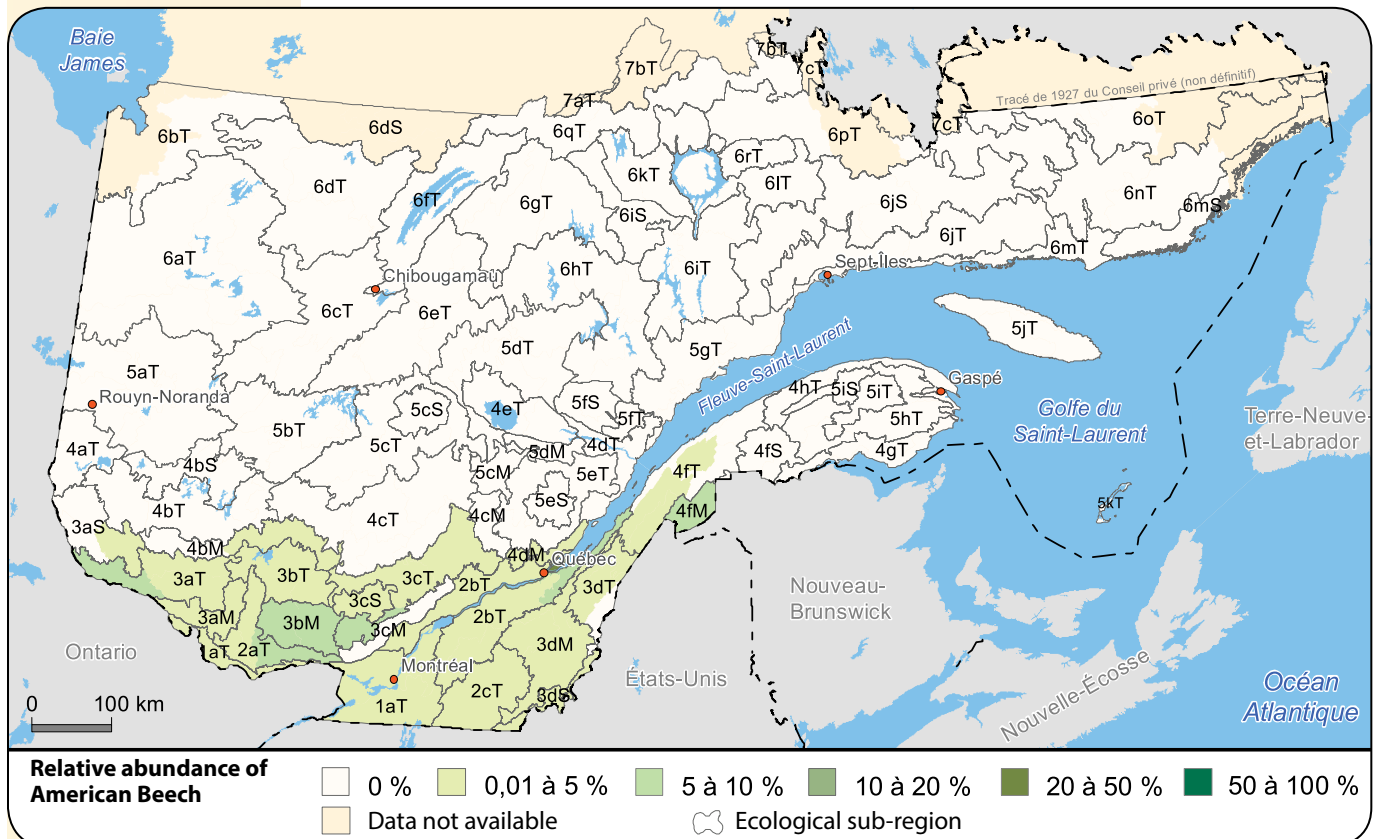 Baie
James
7bT
7bT
7cT
7aT
Tracé de 1927 du Conseil privé (non définitif)
6bT
6dS
6qT
6pT
7cT
6oT
6rT
6dT
6fT
6kT
6lT
6gT
6iS
6jS
6nT
6mS
6jT
6mT
6aT
Chibougamau
6hT
6iT
Sept-Îles
6cT
6eT
5dT
5gT
5jT
Fleuve-Saint-Laurent
5aT
Rouyn-Noranda
5cS
4eT
5fS
5fT
4hT
5iS
5iT
Gaspé
5hT
Golfe du
Saint-Laurent
Terre-Neuve-
et-Labrador
5bT
5cT
4aT
4bS
5dM
4dT
4fS
4gT
5cM
5eT
4fT
4bT
5eS
4fM
5kT
3aS
4cT
4cM
4bM
4dM
Québec
3aT
3bT
3cT
2bT
3dT
Nouveau-
Brunswick
3cS
3aM
3bM
3cM
2bT
Ontario
1aT
2aT
3dM
Montréal
États-Unis
2cT
3dS
1aT
Nouvelle-Écosse
Océan
Atlantique
0 100 km
Relative abundance of
American Beech
0 % 0,01 à 5 % 5 à 10 % 10 à 20 % 20 à 50 % 50 à 100 %
Data not available Ecological sub-region